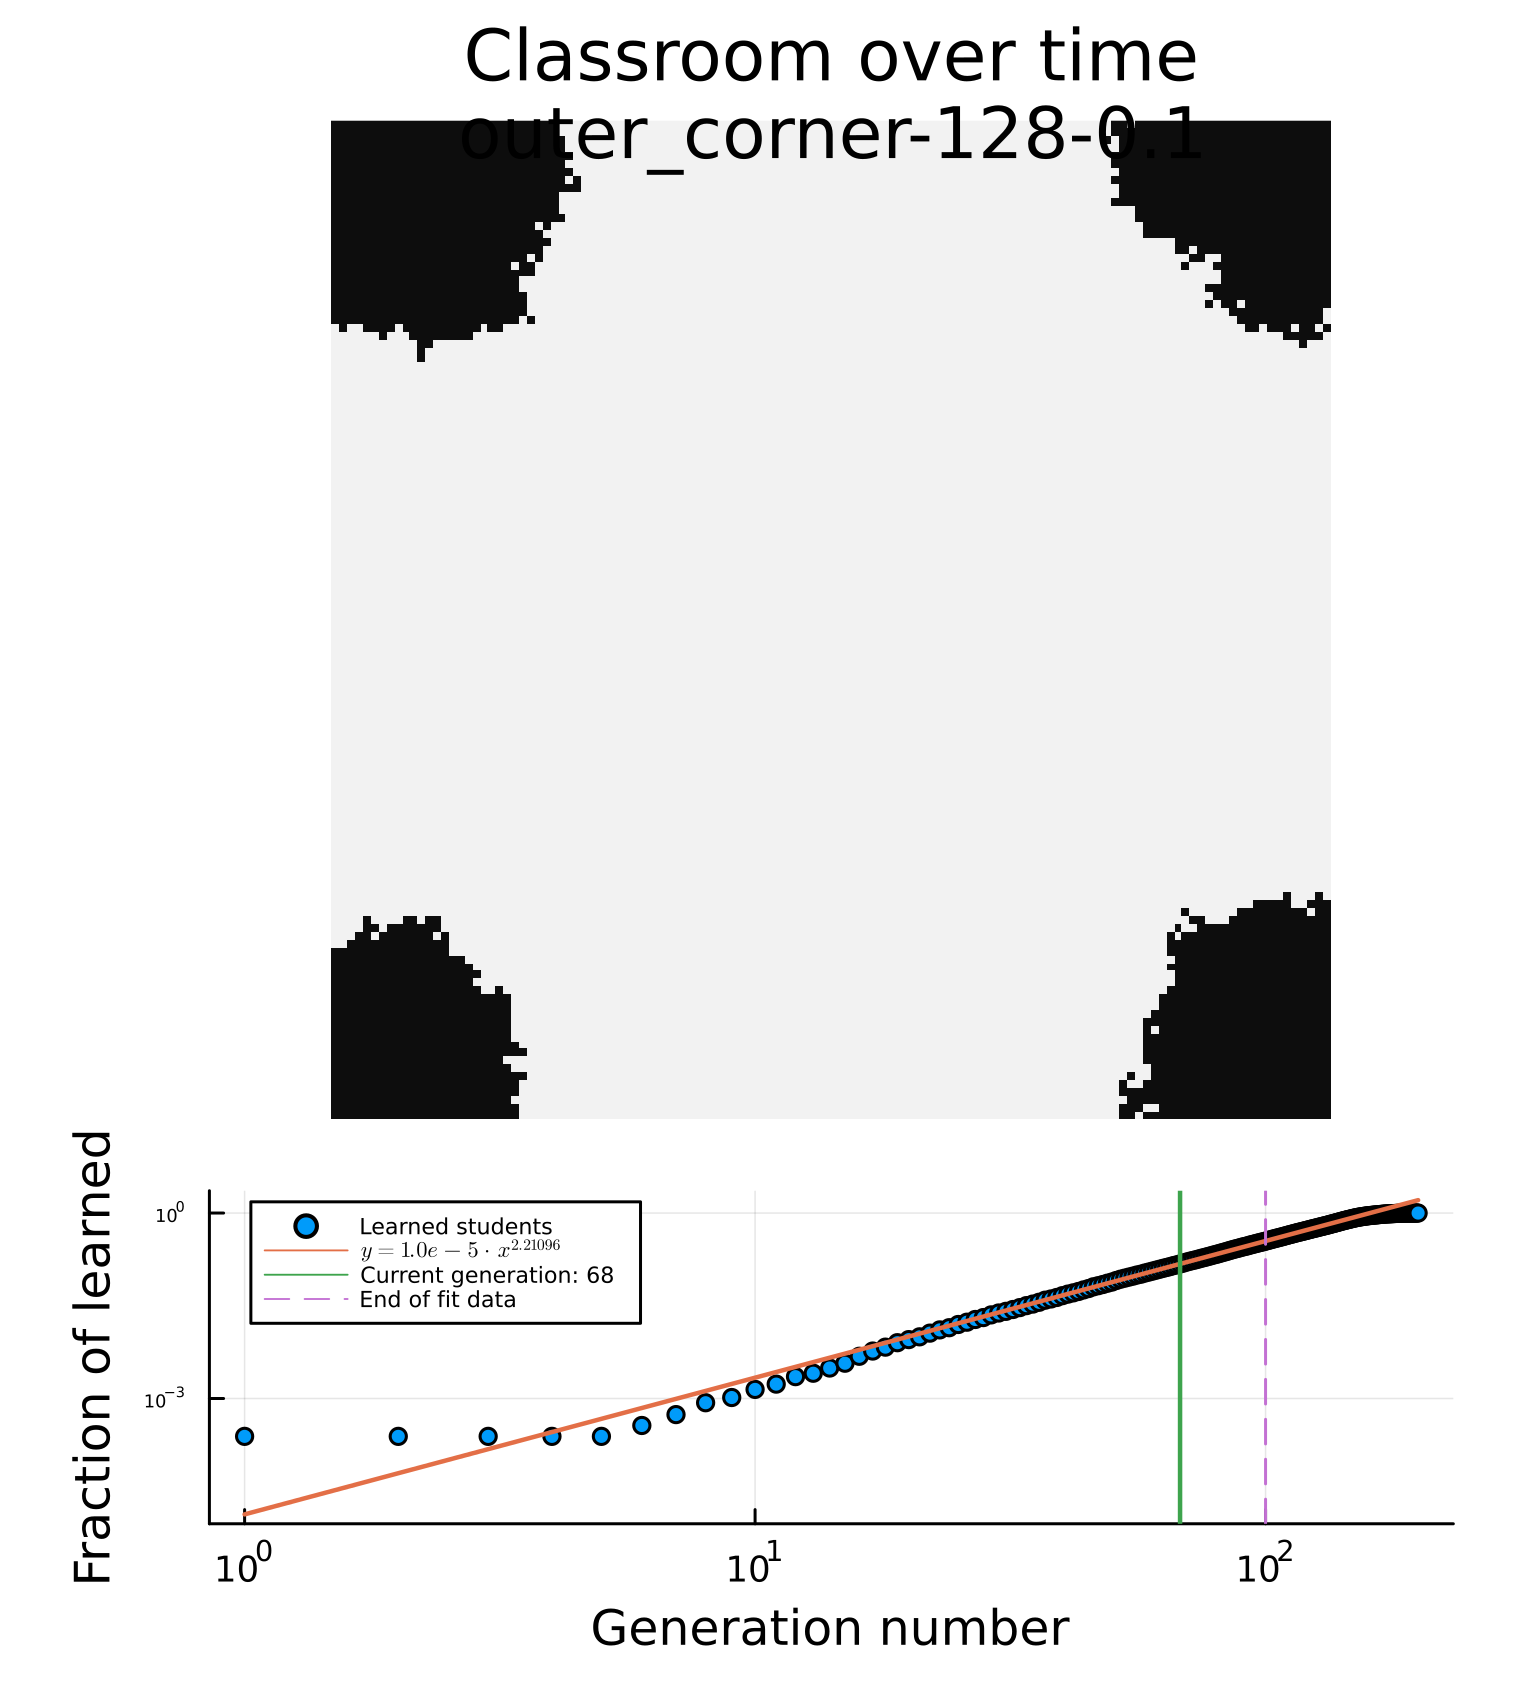 Classroom over time
outer_corner-128-0.1
Fraction of learned
10^0
10^-3
Learned students
y = 1.0e - 5 · x^2.21096
Current generation: 68
End of fit data
10^0 10^1 10^2
Generation number